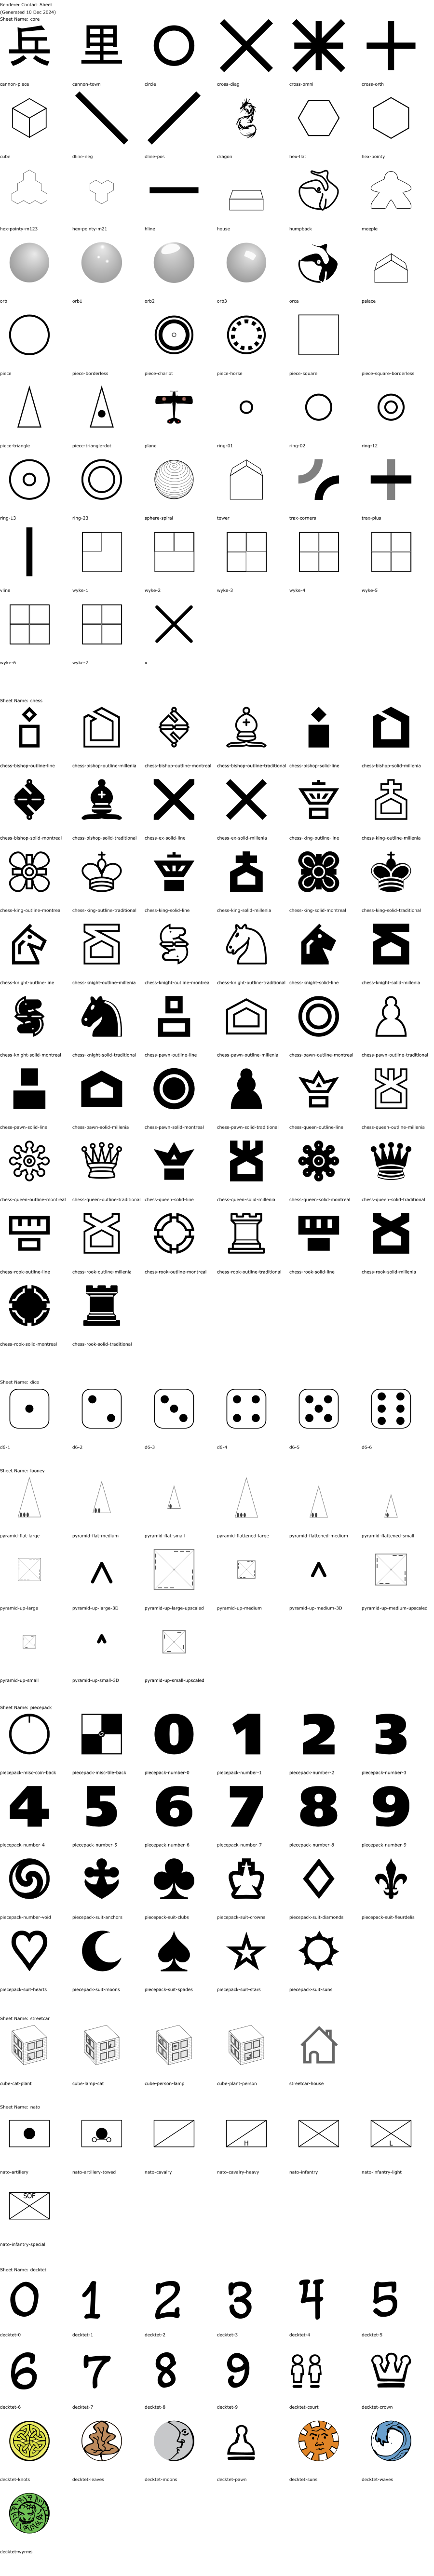 Renderer Contact Sheet
(Generated 10 Dec 2024)
Sheet Name: core
兵 里
cannon-piece cannon-town circle cross-diag cross-omni cross-orth
cube dline-neg dline-pos dragon hex-flat hex-pointy
hex-pointy-m123 hex-pointy-m21 hline house humpback meeple
orb orb1 orb2 orb3 orca palace
piece piece-borderless piece-chariot piece-horse piece-square piece-square-borderless
piece-triangle piece-triangle-dot plane ring-01 ring-02 ring-12
ring-13 ring-23 sphere-spiral tower trax-corners trax-plus
vline wyke-1 wyke-2 wyke-3 wyke-4 wyke-5
wyke-6 wyke-7 x
Sheet Name: chess
chess-bishop-outline-line chess-bishop-outline-millenia chess-bishop-outline-montreal chess-bishop-outline-traditional chess-bishop-solid-line chess-bishop-solid-millenia
chess-bishop-solid-montreal chess-bishop-solid-traditional chess-ex-solid-line chess-ex-solid-millenia chess-king-outline-line chess-king-outline-millenia
chess-king-outline-montreal chess-king-outline-traditional chess-king-solid-line chess-king-solid-millenia chess-king-solid-montreal chess-king-solid-traditional
chess-knight-outline-line chess-knight-outline-millenia chess-knight-outline-montreal chess-knight-outline-traditional chess-knight-solid-line chess-knight-solid-millenia
chess-knight-solid-montreal chess-knight-solid-traditional chess-pawn-outline-line chess-pawn-outline-millenia chess-pawn-outline-montreal chess-pawn-outline-traditional
chess-pawn-solid-line chess-pawn-solid-millenia chess-pawn-solid-montreal chess-pawn-solid-traditional chess-queen-outline-line chess-queen-outline-millenia
chess-queen-outline-montreal chess-queen-outline-traditional chess-queen-solid-line chess-queen-solid-millenia chess-queen-solid-montreal chess-queen-solid-traditional
chess-rook-outline-line chess-rook-outline-millenia chess-rook-outline-montreal chess-rook-outline-traditional chess-rook-solid-line chess-rook-solid-millenia
chess-rook-solid-montreal chess-rook-solid-traditional
Sheet Name: dice
d6-1 d6-2 d6-3 d6-4 d6-5 d6-6
Sheet Name: looney
pyramid-flat-large pyramid-flat-medium pyramid-flat-small pyramid-flattened-large pyramid-flattened-medium pyramid-flattened-small
pyramid-up-large pyramid-up-large-3D pyramid-up-large-upscaled pyramid-up-medium pyramid-up-medium-3D pyramid-up-medium-upscaled
pyramid-up-small pyramid-up-small-3D pyramid-up-small-upscaled
Sheet Name: piecepack
0 1 2 3
piecepack-misc-coin-back piecepack-misc-tile-back piecepack-number-0 piecepack-number-1 piecepack-number-2 piecepack-number-3
4 5 6 7 8 9
piecepack-number-4 piecepack-number-5 piecepack-number-6 piecepack-number-7 piecepack-number-8 piecepack-number-9
piecepack-number-void piecepack-suit-anchors piecepack-suit-clubs piecepack-suit-crowns piecepack-suit-diamonds piecepack-suit-fleurdelis
piecepack-suit-hearts piecepack-suit-moons piecepack-suit-spades piecepack-suit-stars piecepack-suit-suns
Sheet Name: streetcar
cube-cat-plant cube-lamp-cat cube-person-lamp cube-plant-person streetcar-house
Sheet Name: nato
H L
nato-artillery nato-artillery-towed nato-cavalry nato-cavalry-heavy nato-infantry nato-infantry-light
SOF
nato-infantry-special
Sheet Name: decktet
0 1 2 3 4 5
decktet-0 decktet-1 decktet-2 decktet-3 decktet-4 decktet-5
6 7 8 9
decktet-6 decktet-7 decktet-8 decktet-9 decktet-court decktet-crown
decktet-knots decktet-leaves decktet-moons decktet-pawn decktet-suns decktet-waves
decktet-wyrms